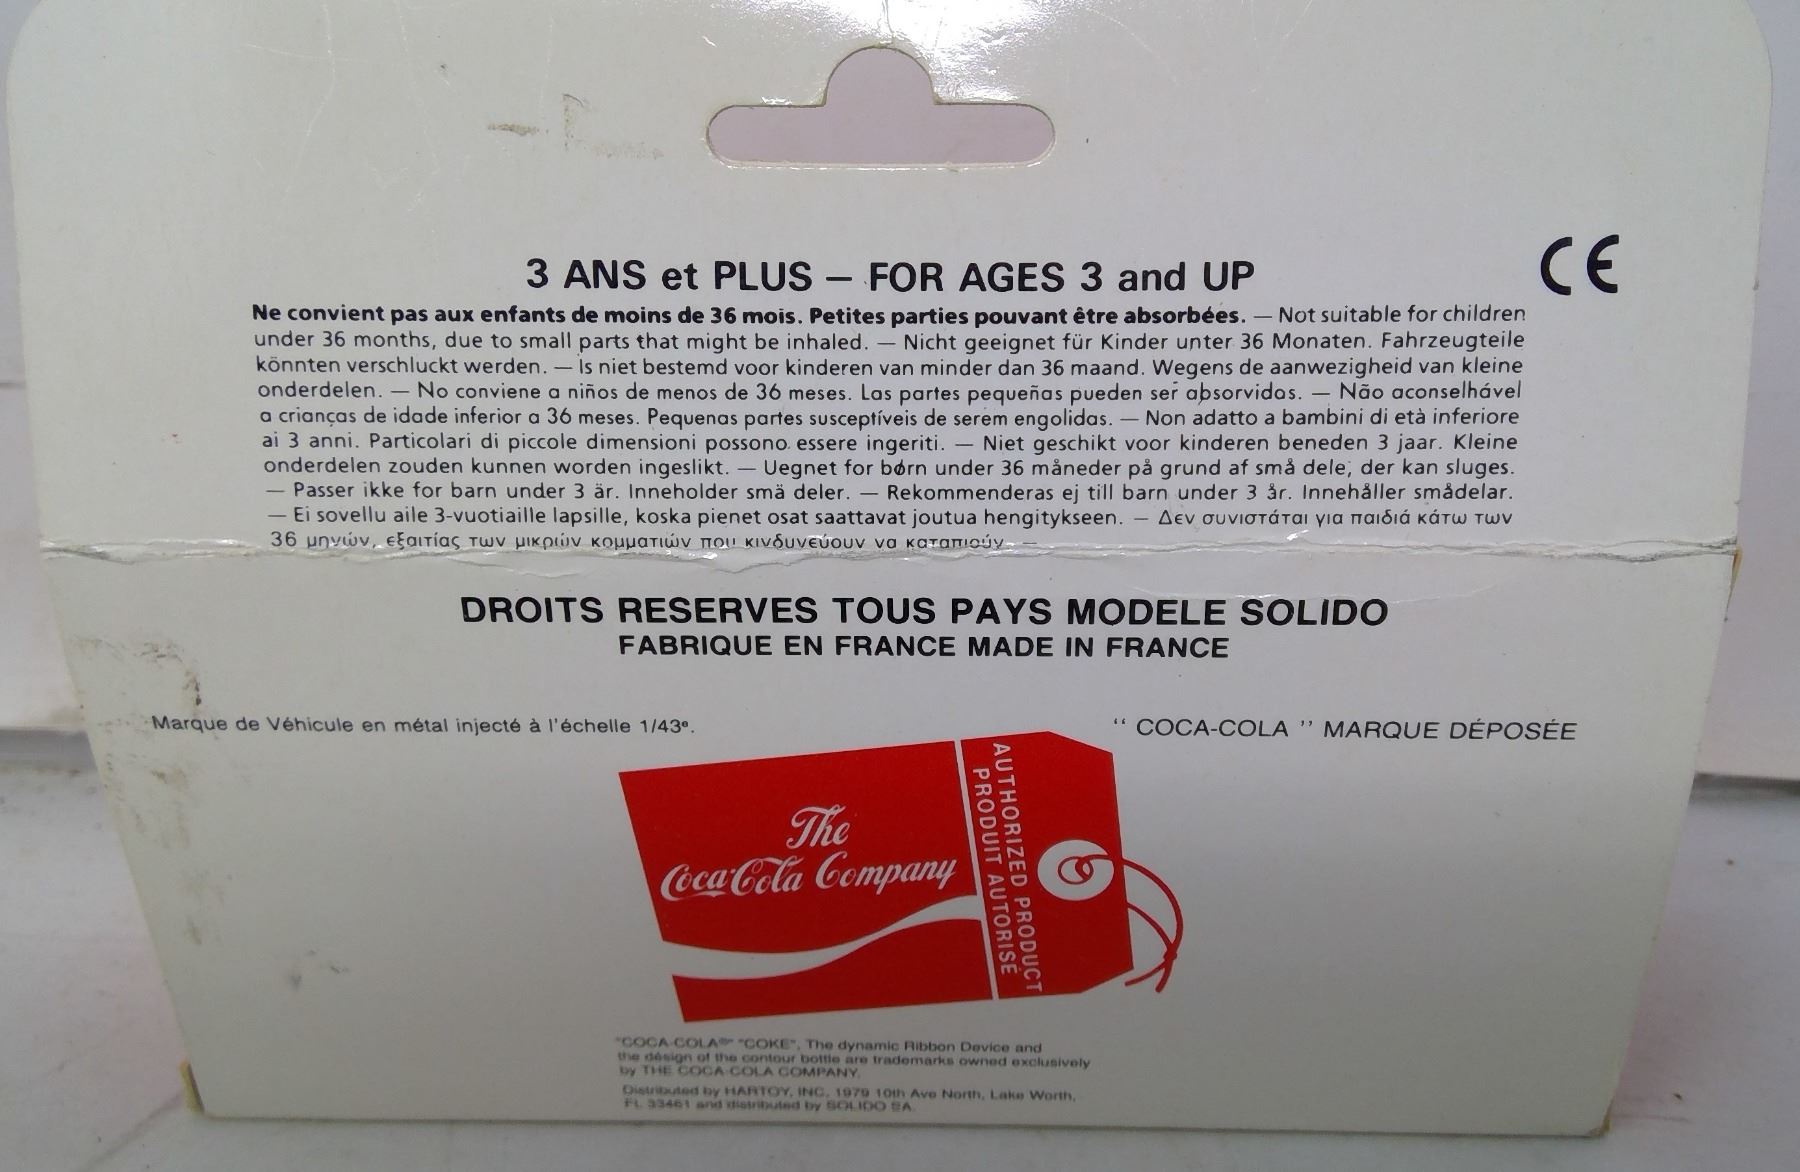 CE
3 ANS et PLUS – FOR AGES 3 and UP
Ne convient pas aux enfants de moins de 36 mois. Petites parties pouvant être absorbées. — Not suitable for children
under 36 months, due to small parts that might be inhaled. — Nicht geeignet für Kinder unter 36 Monaten. Fahrzeugteile
könnten verschluckt werden. — Is niet bestemd voor kinderen van minder dan 36 maand. Wegens de aanwezigheid van kleine
onderdelen. — No conviene a niños de menos de 36 meses. Las partes pequeñas pueden ser absorvidas. — Não aconselhável
a crianças de idade inferior a 36 meses. Pequenas partes susceptíveis de serem engolidas. — Non adatto a bambini di età inferiore
ai 3 anni. Particolari di piccole dimensioni possono essere ingeriti. — Niet geschikt voor kinderen beneden 3 jaar. Kleine
onderdelen zouden kunnen worden ingeslikt. — Uegnet for børn under 36 måneder på grund af små dele, der kan sluges.
— Passer ikke for barn under 3 är. Inneholder smä deler. — Rekommenderas ej till barn under 3 år. Innehåller smådelar.
— Ei sovellu aile 3-vuotiaille lapsille, koska pienet osat saattavat joutua hengitykseen. — Δεν συνιστάται για παιδιά κάτω των
36 μηνών, εξαιτίας των μικριών κομματιών που κινδυνεύουν να καταπιούν —
DROITS RESERVES TOUS PAYS MODELE SOLIDO
FABRIQUE EN FRANCE MADE IN FRANCE
Marque de Véhicule en métal injecté à l'échelle 1/43e.
“ COCA-COLA ” MARQUE DÉPOSÉE
The
Coca-Cola Company
AUTHORIZED PRODUCT
PRODUIT AUTORISÉ
"COCA-COLA®" "COKE", The dynamic Ribbon Device and
the design of the contour bottle are trademarks owned exclusively
by THE COCA-COLA COMPANY.
Distributed by HARTOY, INC. 1979 10th Ave North, Lake Worth,
FL 33461 and distributed by SOLIDO SA.